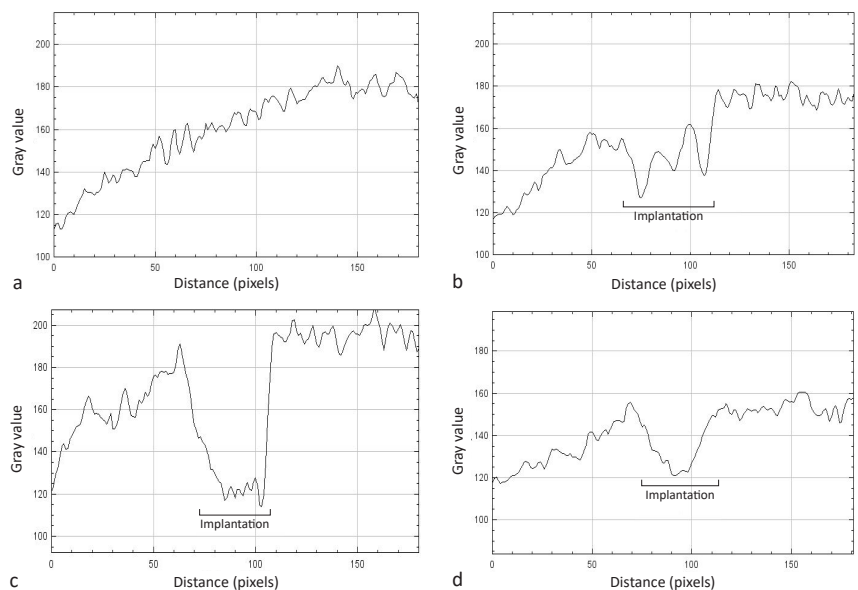 200
180
160
140
120
100
Gray value
0 50 100 150
a Distance (pixels)
200
180
160
140
120
100
Gray value
Implantation
0 50 100 150
b Distance (pixels)
200
180
160
140
120
100
Gray value
Implantation
0 50 100 150
c Distance (pixels)
180
160
140
120
100
Gray value
Implantation
0 50 100 150
d Distance (pixels)